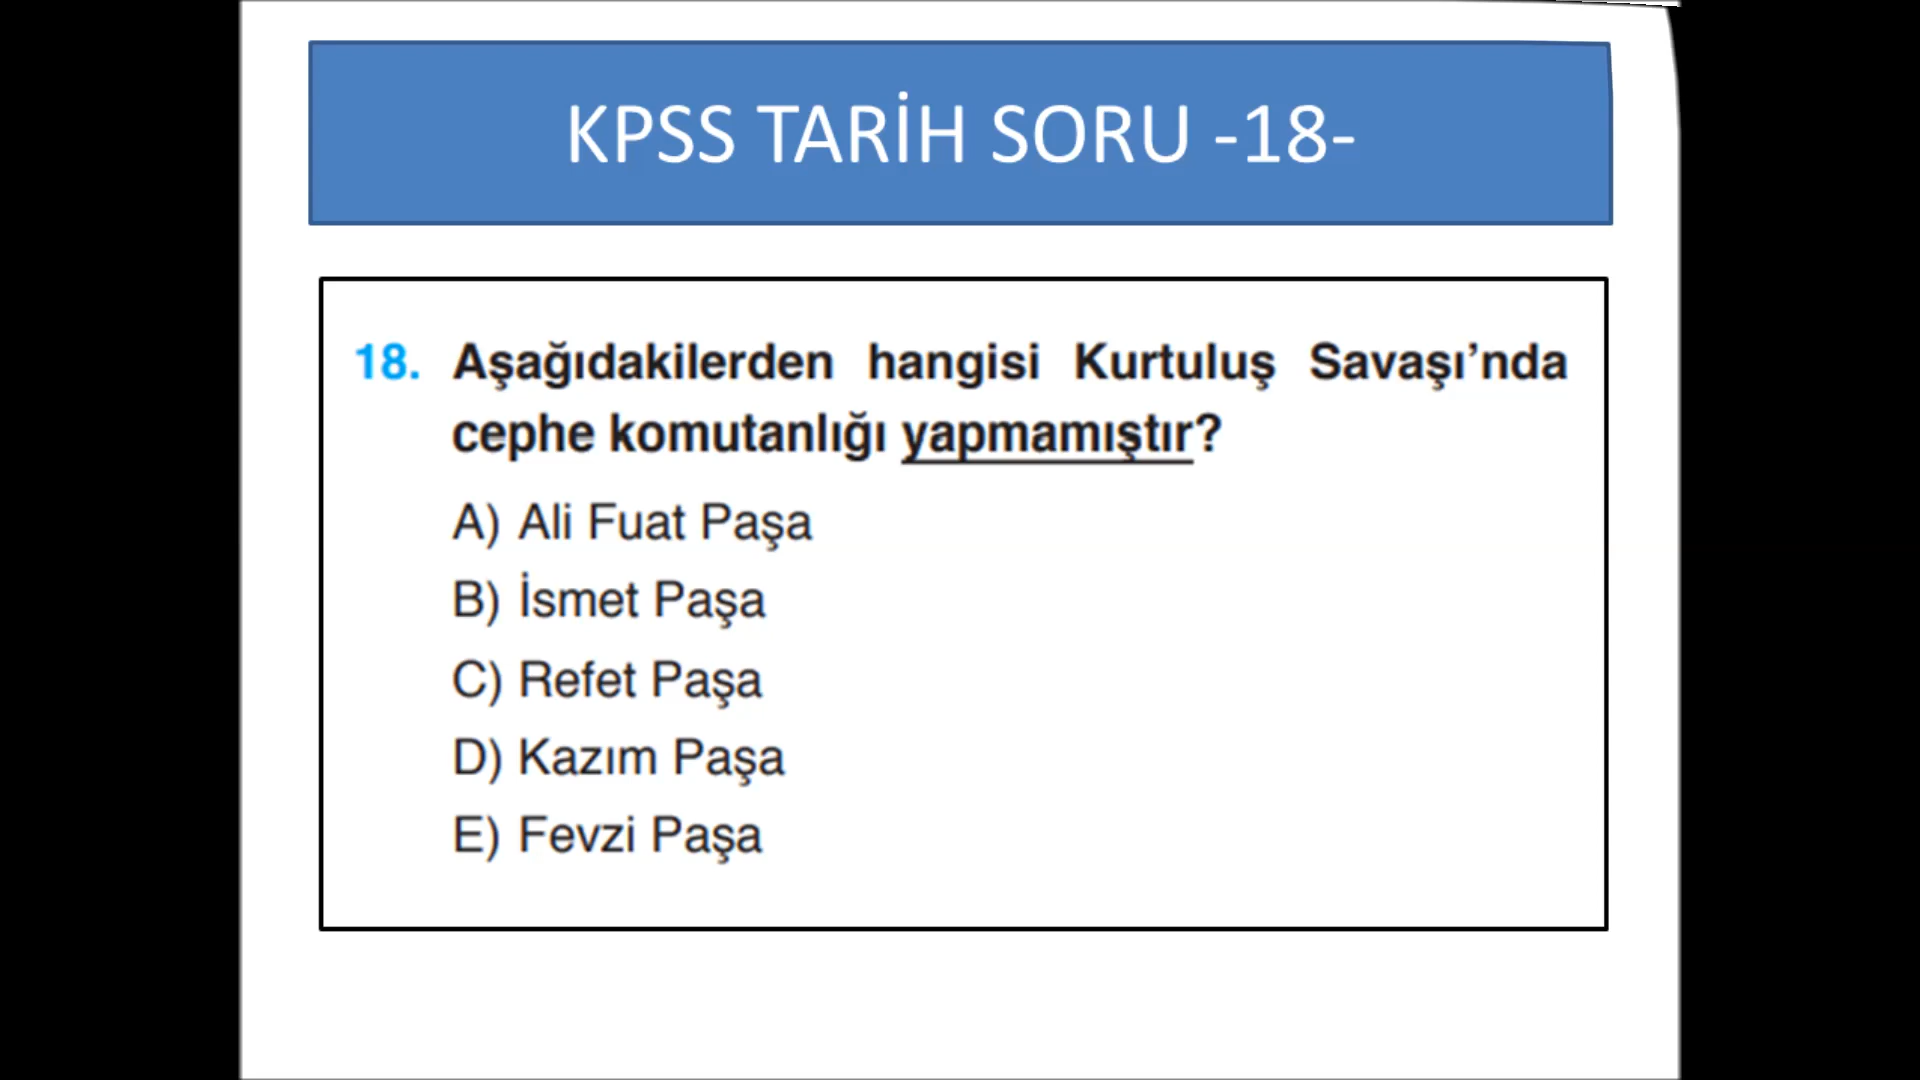 KPSS TARİH SORU -18-
18. Aşağıdakilerden hangisi Kurtuluş Savaşı’nda
cephe komutanlığı yapmamıştır?
A) Ali Fuat Paşa
B) İsmet Paşa
C) Refet Paşa
D) Kazım Paşa
E) Fevzi Paşa